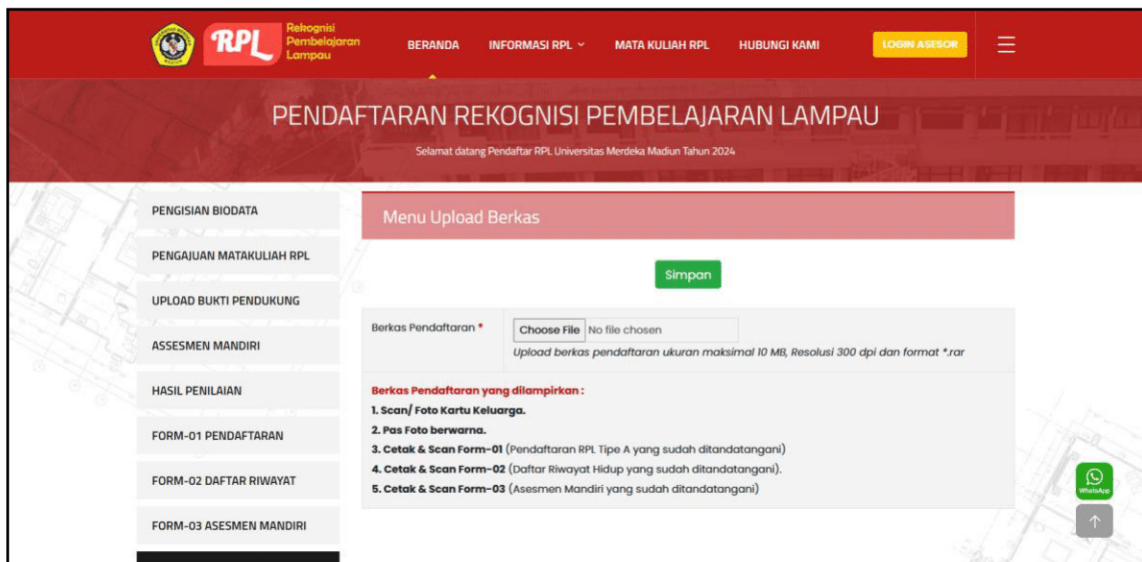 RPL
Rekognisi
Pembelajaran
Lampau
BERANDA
INFORMASI RPL
MATA KULIAH RPL
HUBUNGI KAMI
LOGIN ASESOR
PENDAFTARAN REKOGNISI PEMBELAJARAN LAMPAU
Selamat datang Pendaftar RPL Universitas Merdeka Madiun Tahun 2024
PENGISIAN BIODATA
PENGAJUAN MATAKULIAH RPL
UPLOAD BUKTI PENDUKUNG
ASSESMEN MANDIRI
HASIL PENILAIAN
FORM-01 PENDAFTARAN
FORM-02 DAFTAR RIWAYAT
FORM-03 ASESMEN MANDIRI
Menu Upload Berkas
Simpan
Berkas Pendaftaran *
Choose File No file chosen
Upload berkas pendaftaran ukuran maksimal 10 MB, Resolusi 300 dpi dan format *.rar
Berkas Pendaftaran yang dilampirkan :
1. Scan/ Foto Kartu Keluarga.
2. Pas Foto berwarna.
3. Cetak & Scan Form-01 (Pendaftaran RPL Tipe A yang sudah ditandatangani)
4. Cetak & Scan Form-02 (Daftar Riwayat Hidup yang sudah ditandatangani).
5. Cetak & Scan Form-03 (Asesmen Mandiri yang sudah ditandatangani)
WhatsApp